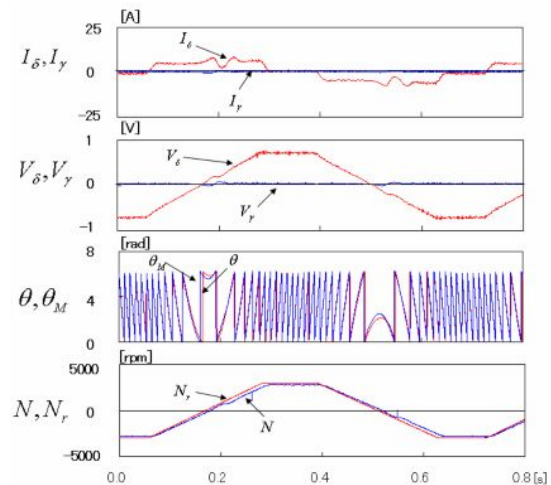 [A]
25
I_δ, I_γ
I_δ
0
I_γ
-25
[V]
1
V_δ
V_δ, V_γ
0
V_γ
-1
[rad]
8
θ_M
θ
θ, θ_M
4
0
[rpm]
5000
N_r
N, N_r
0
N
-5000
0.0
0.2
0.4
0.6
0.8 [s]